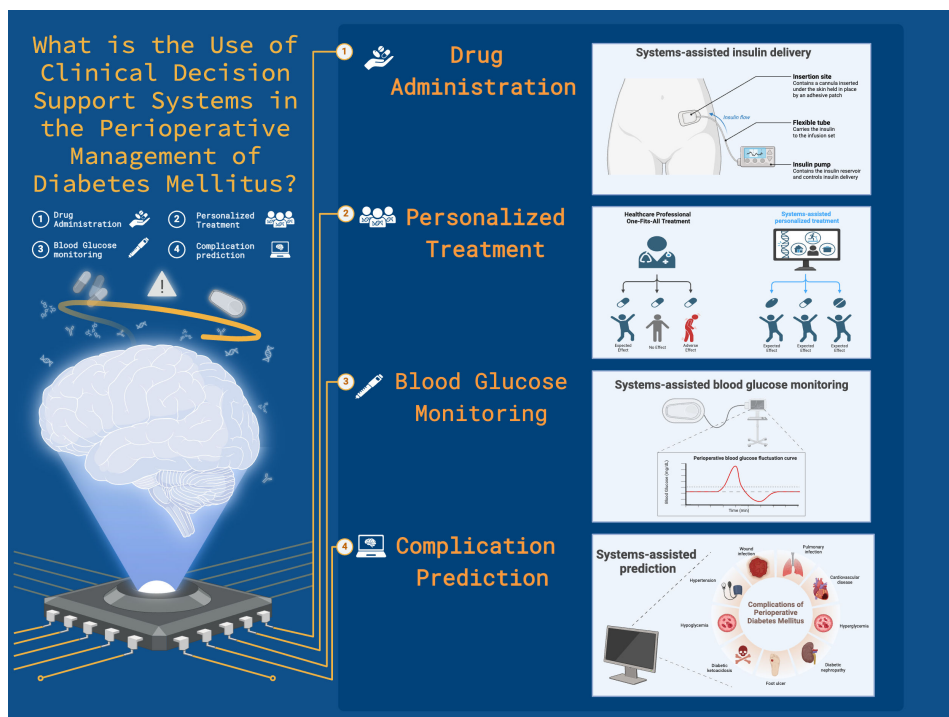 What is the Use of
Clinical Decision
Support Systems in
the Perioperative
Management of
Diabetes Mellitus?
1 Drug
Administration
2 Personalized
Treatment
3 Blood Glucose
monitoring
4 Complication
prediction
1
Drug
Administration
Systems-assisted insulin delivery
Insertion site
Contains a cannula inserted
under the skin held in place
by an adhesive patch
Insulin flow
Flexible tube
Carries the insulin
to the infusion set
Insulin pump
Contains the insulin reservoir
and controls insulin delivery
2
Personalized
Treatment
Healthcare Professional
One-Fits-All Treatment
Systems-assisted
personalized treatment
Expected
Effect
No Effect
Adverse
Effect
Expected
Effect
Expected
Effect
Expected
Effect
3
Blood Glucose
Monitoring
Systems-assisted blood glucose monitoring
Perioperative blood glucose fluctuation curve
Blood Glucose (mg/dL)
Time (min)
4
Complication
Prediction
Systems-assisted
prediction
Wound
infection
Pulmonary
infection
Hypertension
Cardiovascular
disease
Complications of
Perioperative
Diabetes Mellitus
Hypoglycemia
Hyperglycemia
Diabetic
ketoacidosis
Diabetic
nephropathy
Foot ulcer